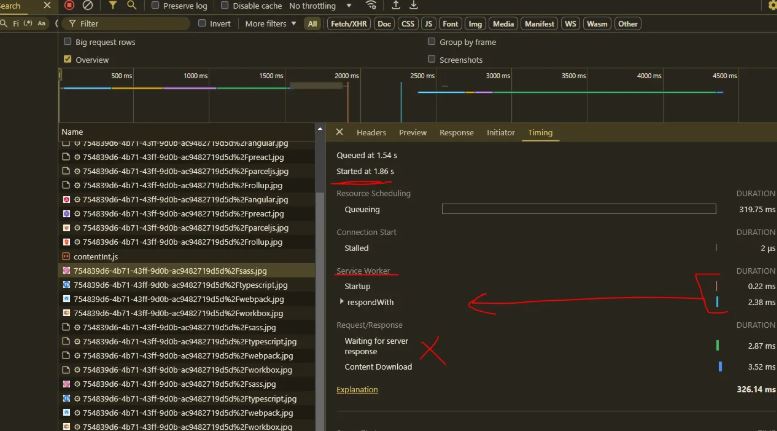 Search
Preserve log
Disable cache
No throttling
Fi (.*) Aa
Filter
Invert
More filters
All
Fetch/XHR
Doc
CSS
JS
Font
Img
Media
Manifest
WS
Wasm
Other
Big request rows
Group by frame
Overview
Screenshots
500 ms
1000 ms
1500 ms
2000 ms
2500 ms
3000 ms
3500 ms
4000 ms
4500 ms
Name
Headers
Preview
Response
Initiator
Timing
754839d6-4b71-43ff-9d0b-ac9482719d5d%2Fangular.jpg
754839d6-4b71-43ff-9d0b-ac9482719d5d%2Fpreact.jpg
754839d6-4b71-43ff-9d0b-ac9482719d5d%2Fparceljs.jpg
754839d6-4b71-43ff-9d0b-ac9482719d5d%2Frollup.jpg
754839d6-4b71-43ff-9d0b-ac9482719d5d%2Fangular.jpg
754839d6-4b71-43ff-9d0b-ac9482719d5d%2Fpreact.jpg
754839d6-4b71-43ff-9d0b-ac9482719d5d%2Fparceljs.jpg
754839d6-4b71-43ff-9d0b-ac9482719d5d%2Frollup.jpg
contentInt.js
754839d6-4b71-43ff-9d0b-ac9482719d5d%2Fsass.jpg
754839d6-4b71-43ff-9d0b-ac9482719d5d%2Ftypescript.jpg
754839d6-4b71-43ff-9d0b-ac9482719d5d%2Fwebpack.jpg
754839d6-4b71-43ff-9d0b-ac9482719d5d%2Fworkbox.jpg
754839d6-4b71-43ff-9d0b-ac9482719d5d%2Fsass.jpg
754839d6-4b71-43ff-9d0b-ac9482719d5d%2Ftypescript.jpg
754839d6-4b71-43ff-9d0b-ac9482719d5d%2Fwebpack.jpg
754839d6-4b71-43ff-9d0b-ac9482719d5d%2Fworkbox.jpg
754839d6-4b71-43ff-9d0b-ac9482719d5d%2Fsass.jpg
754839d6-4b71-43ff-9d0b-ac9482719d5d%2Ftypescript.jpg
754839d6-4b71-43ff-9d0b-ac9482719d5d%2Fwebpack.jpg
754839d6-4b71-43ff-9d0b-ac9482719d5d%2Fworkbox.jpg
Queued at 1.54 s
Started at 1.86 s
Resource Scheduling
DURATION
Queueing
319.75 ms
Connection Start
DURATION
Stalled
2 μs
Service Worker
DURATION
Startup
0.22 ms
respondWith
2.38 ms
Request/Response
DURATION
Waiting for server
response
2.87 ms
Content Download
3.52 ms
Explanation
326.14 ms